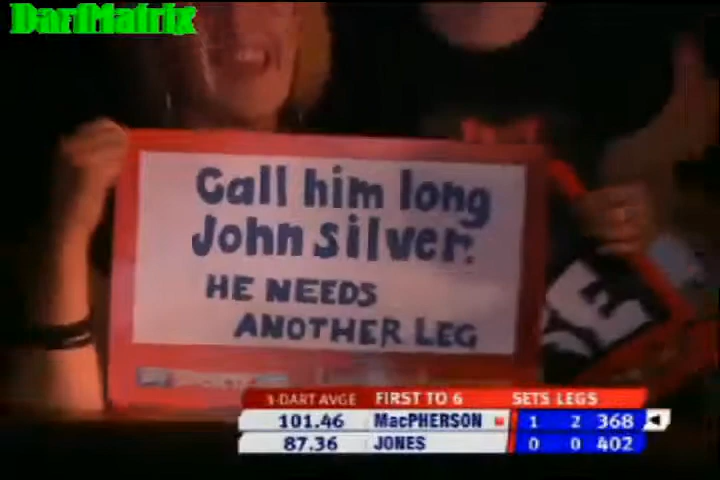 DartMatrix
Call him long
John silver.
HE NEEDS
ANOTHER LEG
3-DART AVGE FIRST TO 6 SETS LEGS
101.46 MacPHERSON 1 2 368
87.36 JONES 0 0 402